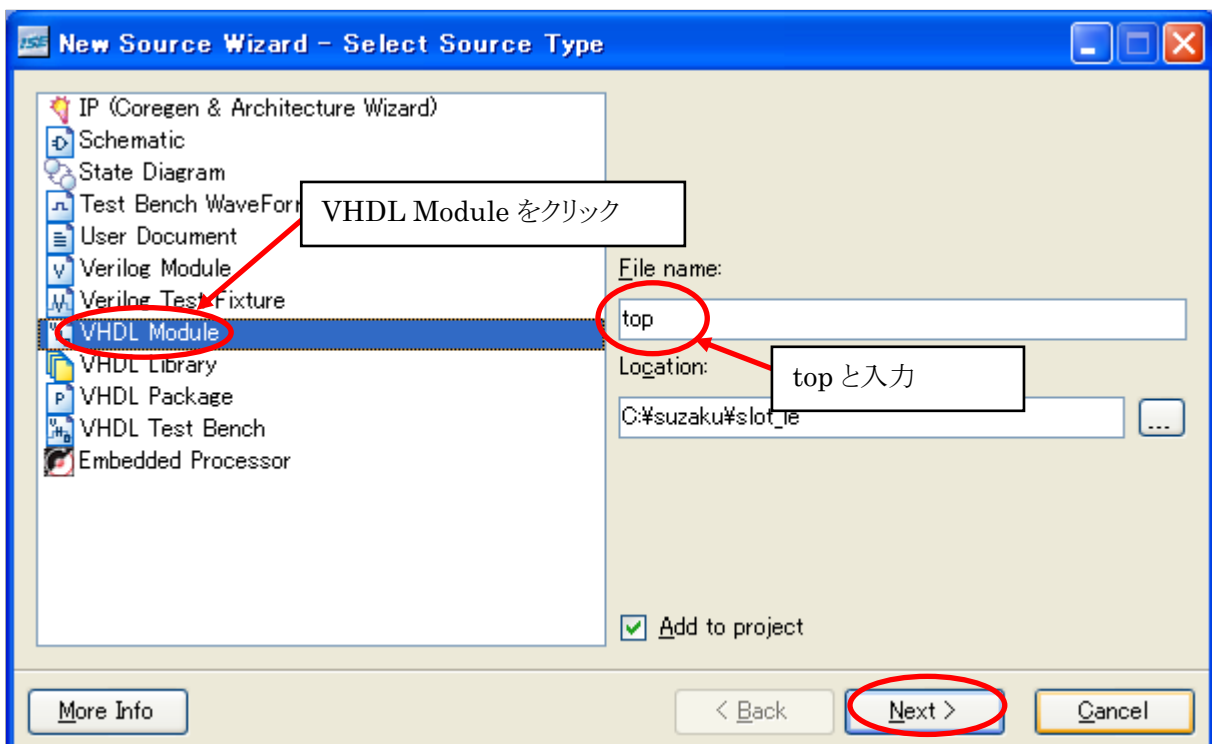 ISE New Source Wizard - Select Source Type
IP (Coregen & Architecture Wizard)
Schematic
State Diagram
Test Bench WaveForm
User Document
Verilog Module
Verilog Test Fixture
VHDL Module
VHDL Library
VHDL Package
VHDL Test Bench
Embedded Processor
VHDL Module をクリック
File name:
top
Location:
top と入力
C:¥suzaku¥slot_ie
...
Add to project
More Info
< Back
Next >
Cancel